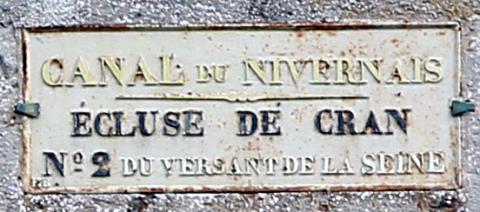 CANAL DU NIVERNAIS
ÉCLUSE DE CRAN
Nº 2 DU VERSANT DE LA SEINE